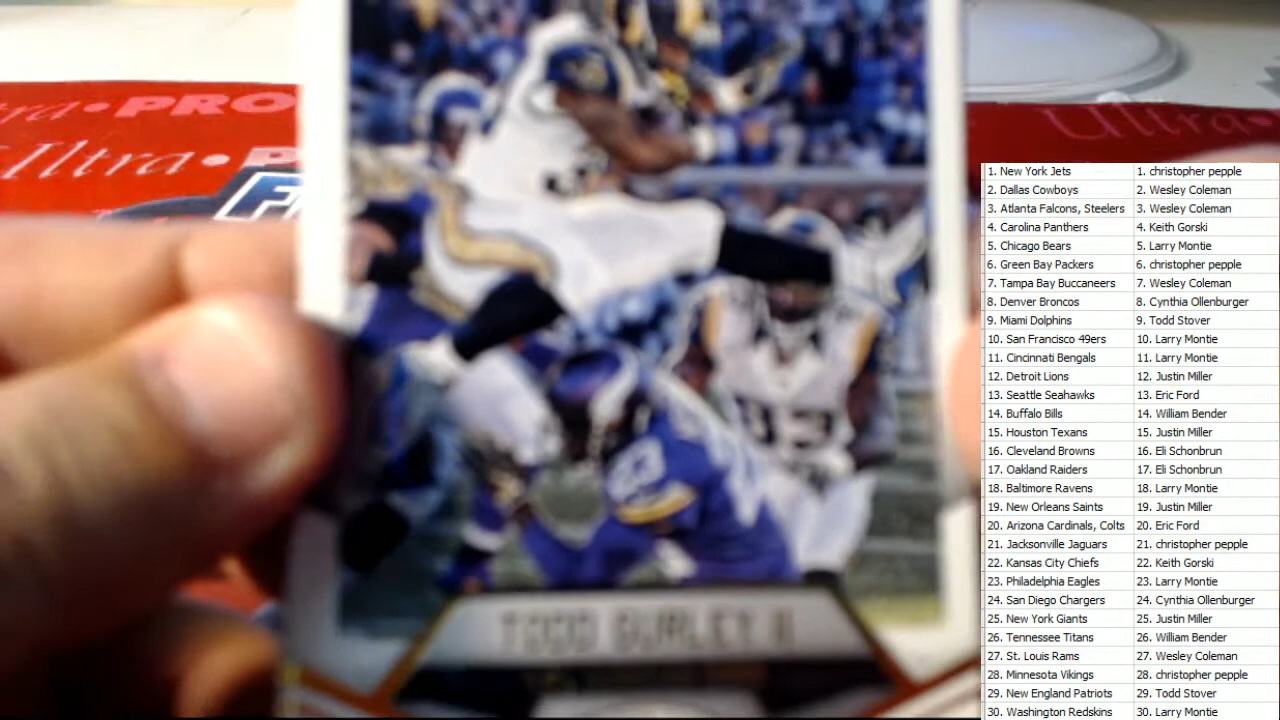 tra • PRO
Ultra • P
F
Ultra •
33
TODD GURLEY II
1. New York Jets 1. christopher pepple
2. Dallas Cowboys 2. Wesley Coleman
3. Atlanta Falcons, Steelers 3. Wesley Coleman
4. Carolina Panthers 4. Keith Gorski
5. Chicago Bears 5. Larry Montie
6. Green Bay Packers 6. christopher pepple
7. Tampa Bay Buccaneers 7. Wesley Coleman
8. Denver Broncos 8. Cynthia Ollenburger
9. Miami Dolphins 9. Todd Stover
10. San Francisco 49ers 10. Larry Montie
11. Cincinnati Bengals 11. Larry Montie
12. Detroit Lions 12. Justin Miller
13. Seattle Seahawks 13. Eric Ford
14. Buffalo Bills 14. William Bender
15. Houston Texans 15. Justin Miller
16. Cleveland Browns 16. Eli Schonbrun
17. Oakland Raiders 17. Eli Schonbrun
18. Baltimore Ravens 18. Larry Montie
19. New Orleans Saints 19. Justin Miller
20. Arizona Cardinals, Colts 20. Eric Ford
21. Jacksonville Jaguars 21. christopher pepple
22. Kansas City Chiefs 22. Keith Gorski
23. Philadelphia Eagles 23. Larry Montie
24. San Diego Chargers 24. Cynthia Ollenburger
25. New York Giants 25. Justin Miller
26. Tennessee Titans 26. William Bender
27. St. Louis Rams 27. Wesley Coleman
28. Minnesota Vikings 28. christopher pepple
29. New England Patriots 29. Todd Stover
30. Washington Redskins 30. Larry Montie